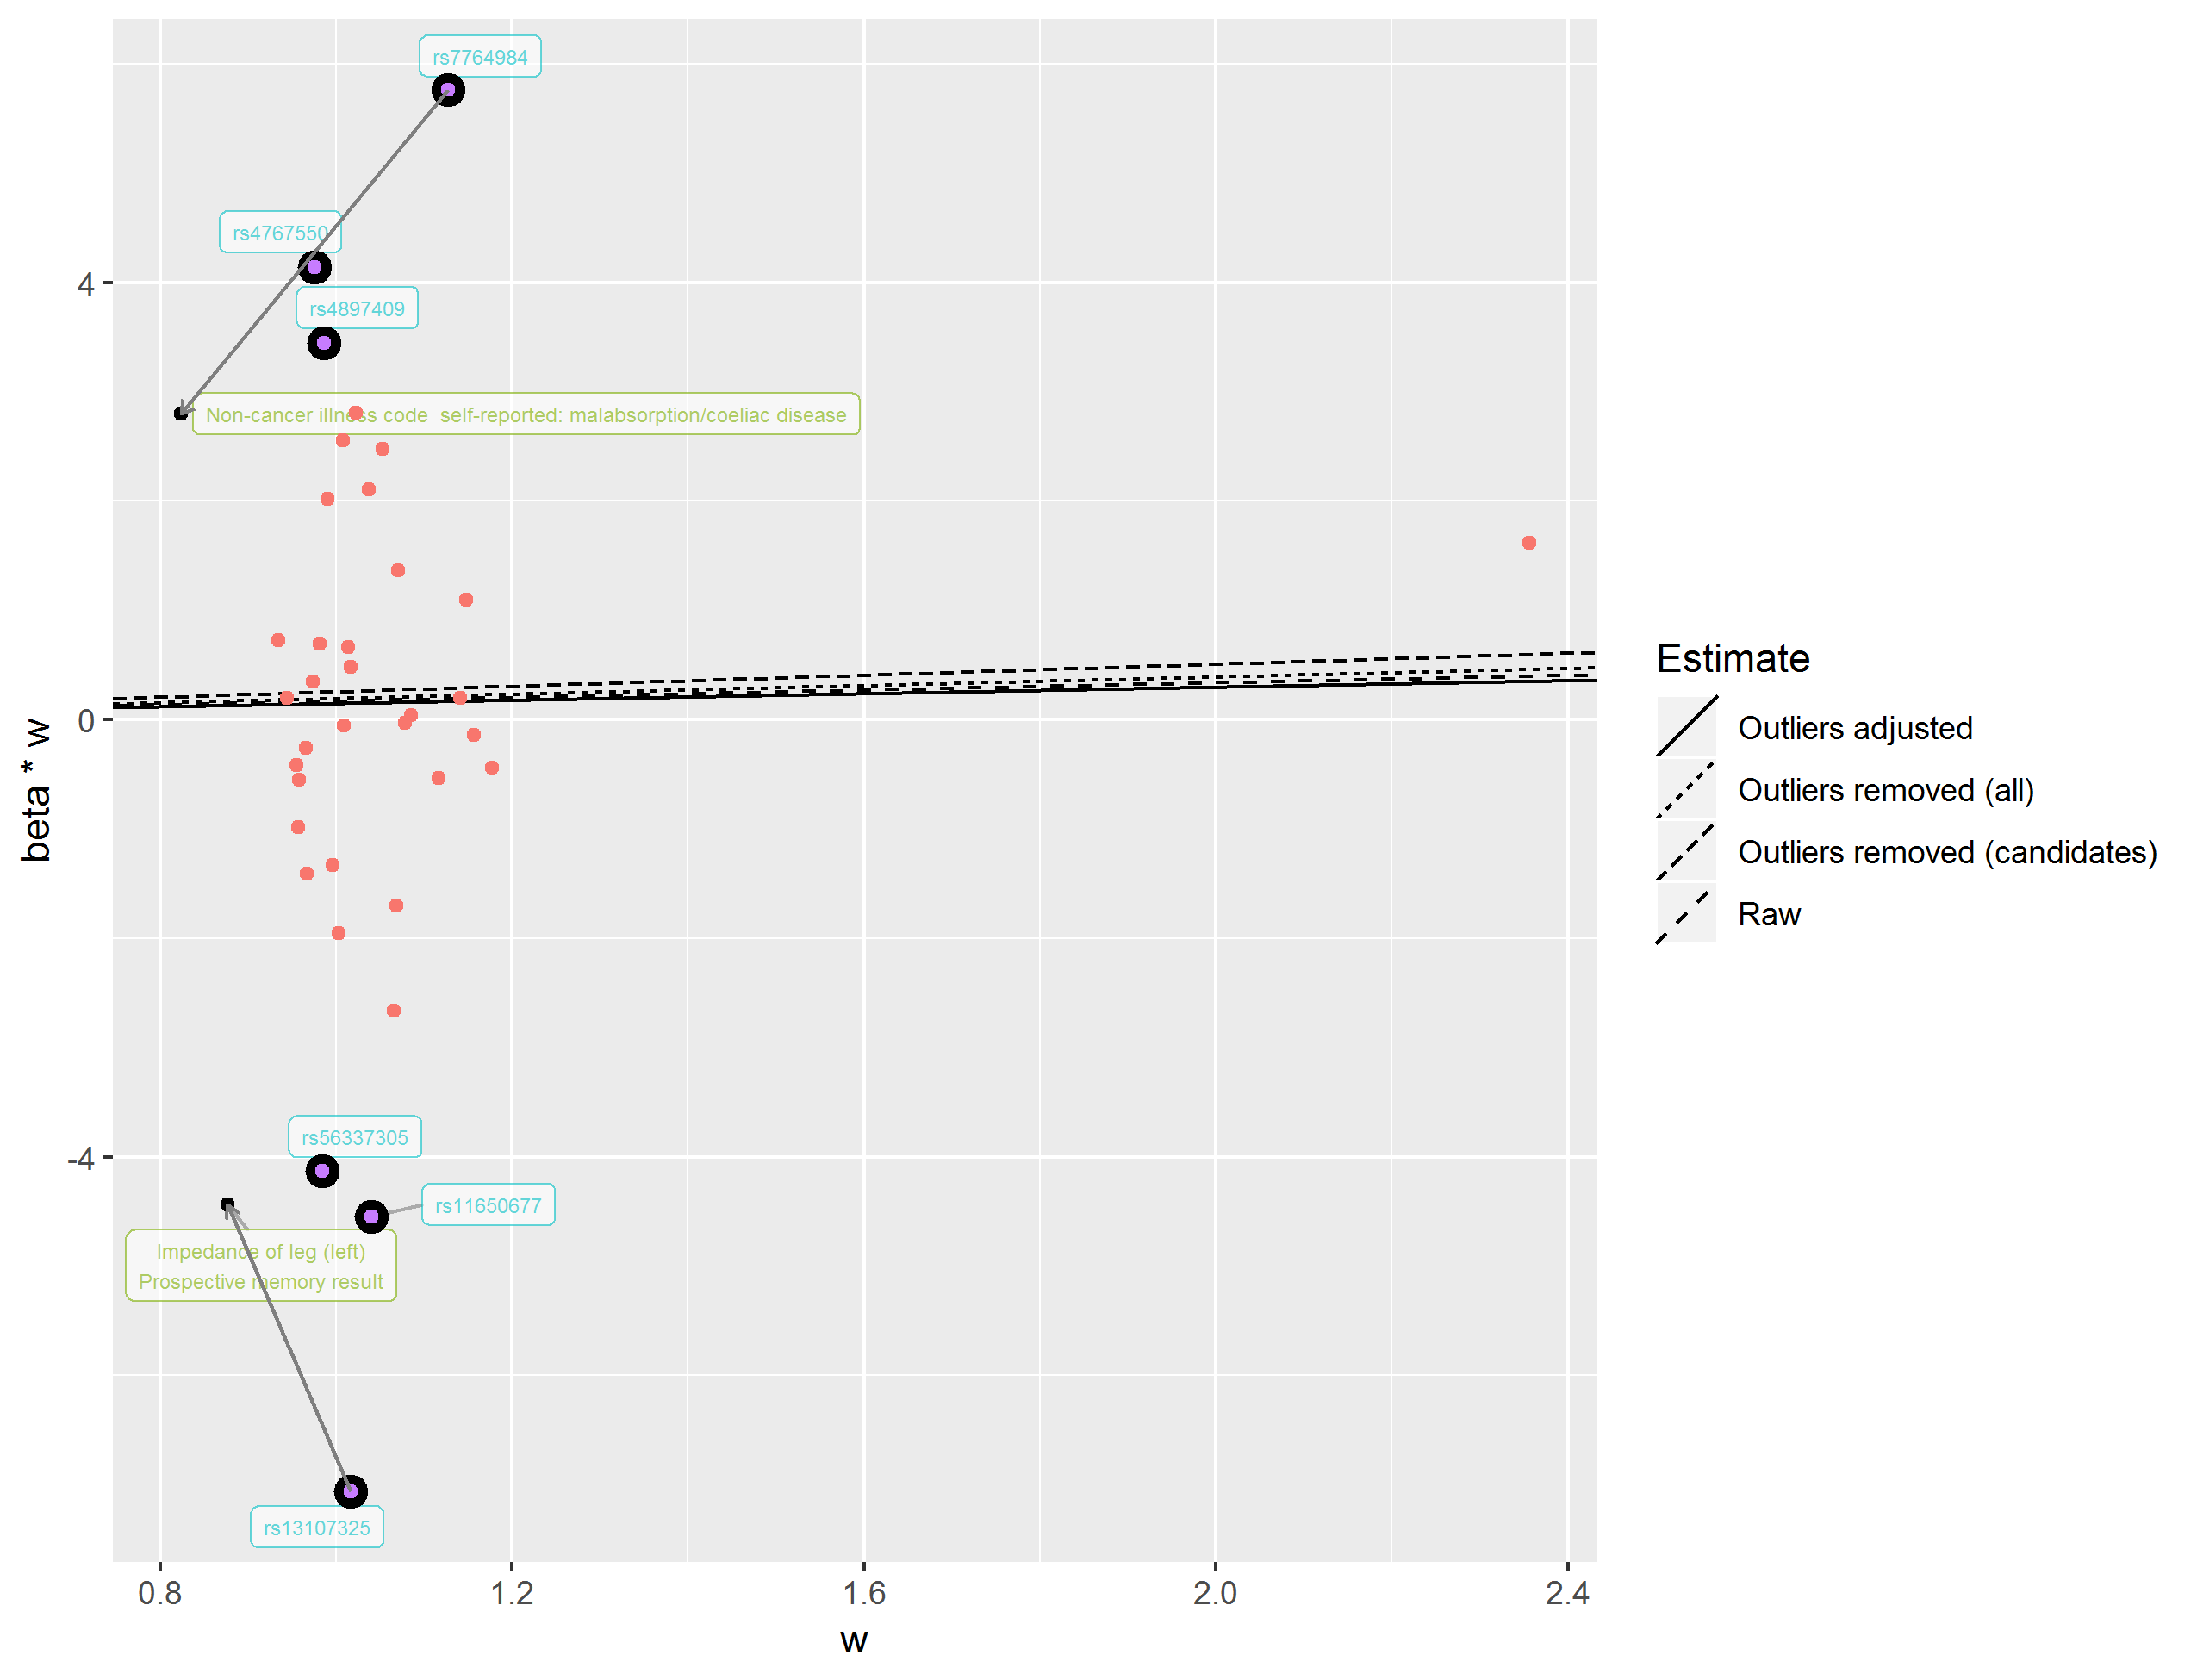 rs7764984
rs4767550
4
rs4897409
Non-cancer illness code  self-reported: malabsorption/coeliac disease
0
beta * w
-4
rs56337305
rs11650677
Impedance of leg (left)
Prospective memory result
rs13107325
0.8
1.2
1.6
2.0
2.4
w
Estimate
Outliers adjusted
Outliers removed (all)
Outliers removed (candidates)
Raw